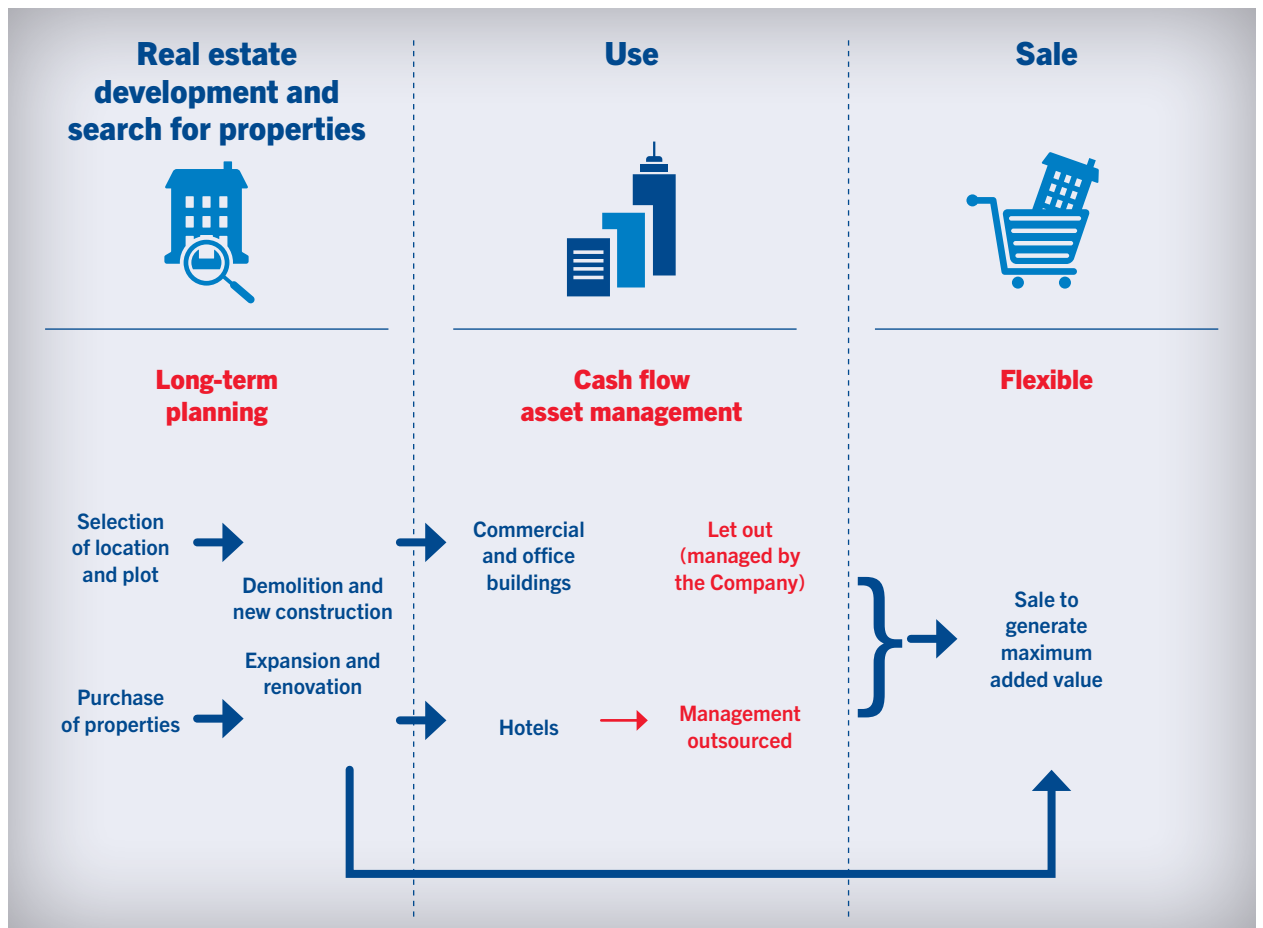 Real estate
development and
search for properties
Use
Sale
Long-term
planning
Cash flow
asset management
Flexible
Selection
of location
and plot
Demolition and
new construction
Expansion and
renovation
Purchase
of properties
Commercial
and office
buildings
Let out
(managed by
the Company)
Hotels
Management
outsourced
Sale to
generate
maximum
added value